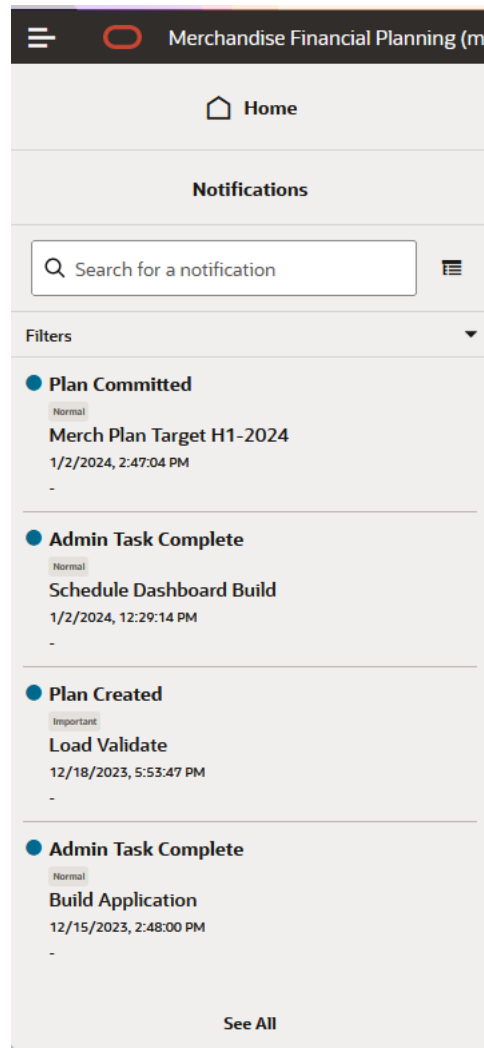 Merchandise Financial Planning (m
Home
Notifications
Search for a notification
Filters
Plan Committed
Normal
Merch Plan Target H1-2024
1/2/2024, 2:47:04 PM
-
Admin Task Complete
Normal
Schedule Dashboard Build
1/2/2024, 12:29:14 PM
-
Plan Created
Important
Load Validate
12/18/2023, 5:53:47 PM
-
Admin Task Complete
Normal
Build Application
12/15/2023, 2:48:00 PM
-
See All